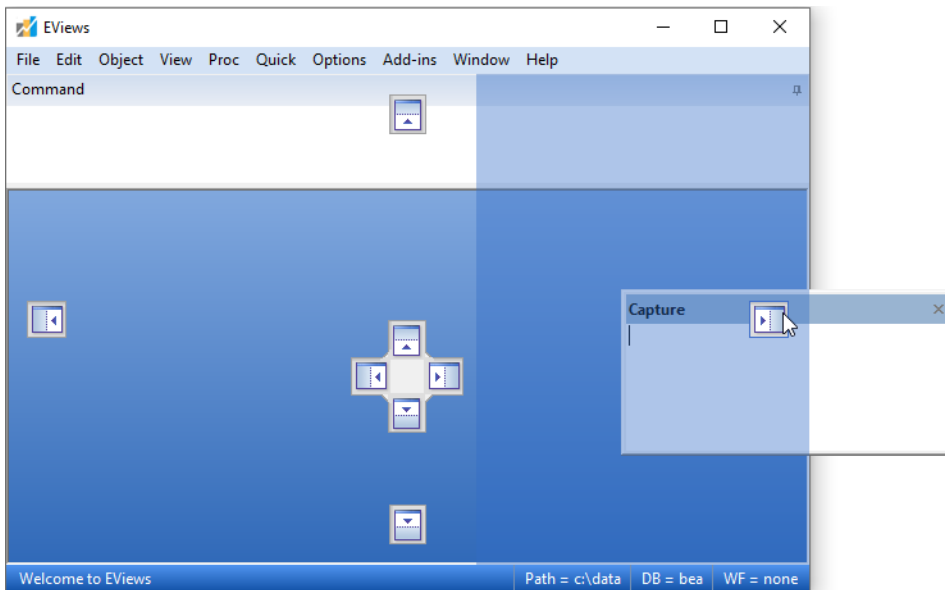 EViews
File Edit Object View Proc Quick Options Add-ins Window Help
Command
Capture
Welcome to EViews Path = c:\data DB = bea WF = none